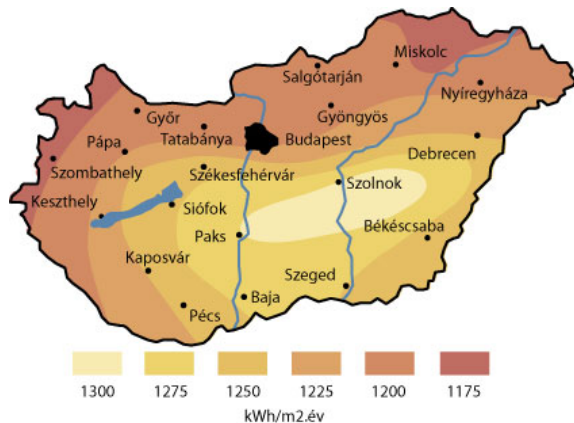 Miskolc
Salgótarján
Nyíregyháza
Győr
Gyöngyös
Tatabánya
Budapest
Pápa
Debrecen
Szombathely
Székesfehérvár
Szolnok
Keszthely
Siófok
Békéscsaba
Paks
Kaposvár
Szeged
Baja
Pécs
1300 1275 1250 1225 1200 1175
kWh/m2.év